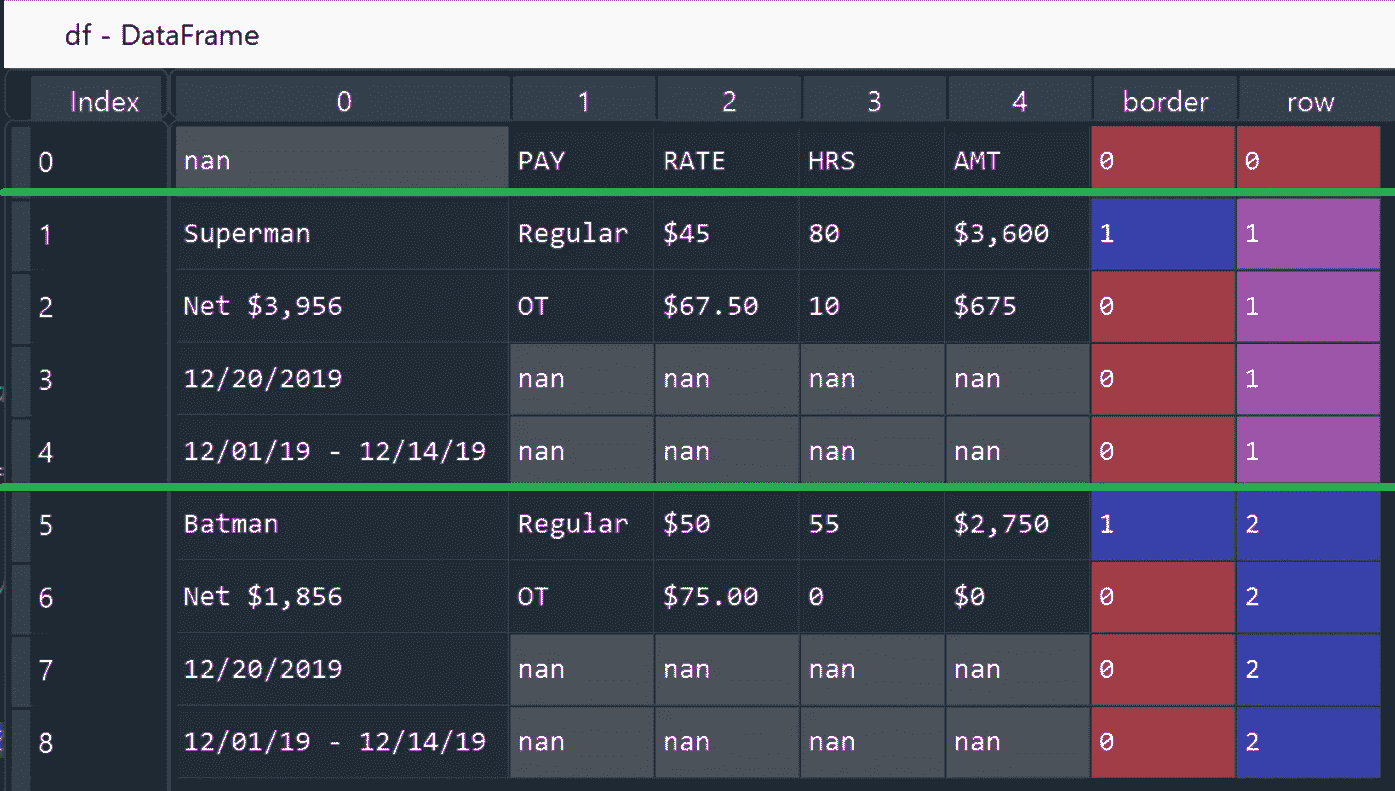 df - DataFrame
Index 0 1 2 3 4 border row
0 nan PAY RATE HRS AMT 0 0
1 Superman Regular $45 80 $3,600 1 1
2 Net $3,956 OT $67.50 10 $675 0 1
3 12/20/2019 nan nan nan nan 0 1
4 12/01/19 - 12/14/19 nan nan nan nan 0 1
5 Batman Regular $50 55 $2,750 1 2
6 Net $1,856 OT $75.00 0 $0 0 2
7 12/20/2019 nan nan nan nan 0 2
8 12/01/19 - 12/14/19 nan nan nan nan 0 2